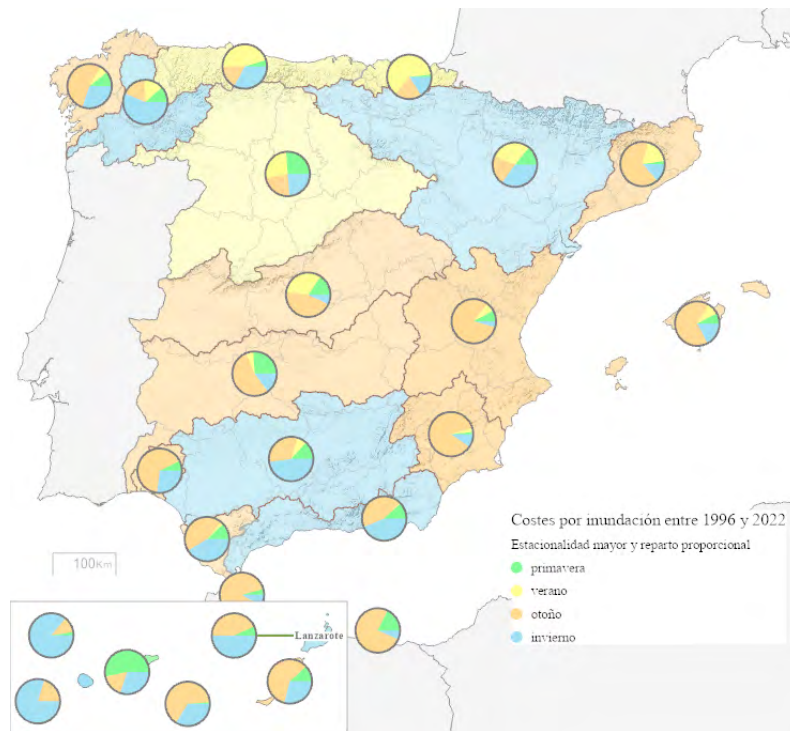 Costes por inundación entre 1996 y 2022
Estacionalidad mayor y reparto proporcional
primavera
verano
otoño
invierno
100Km
Lanzarote